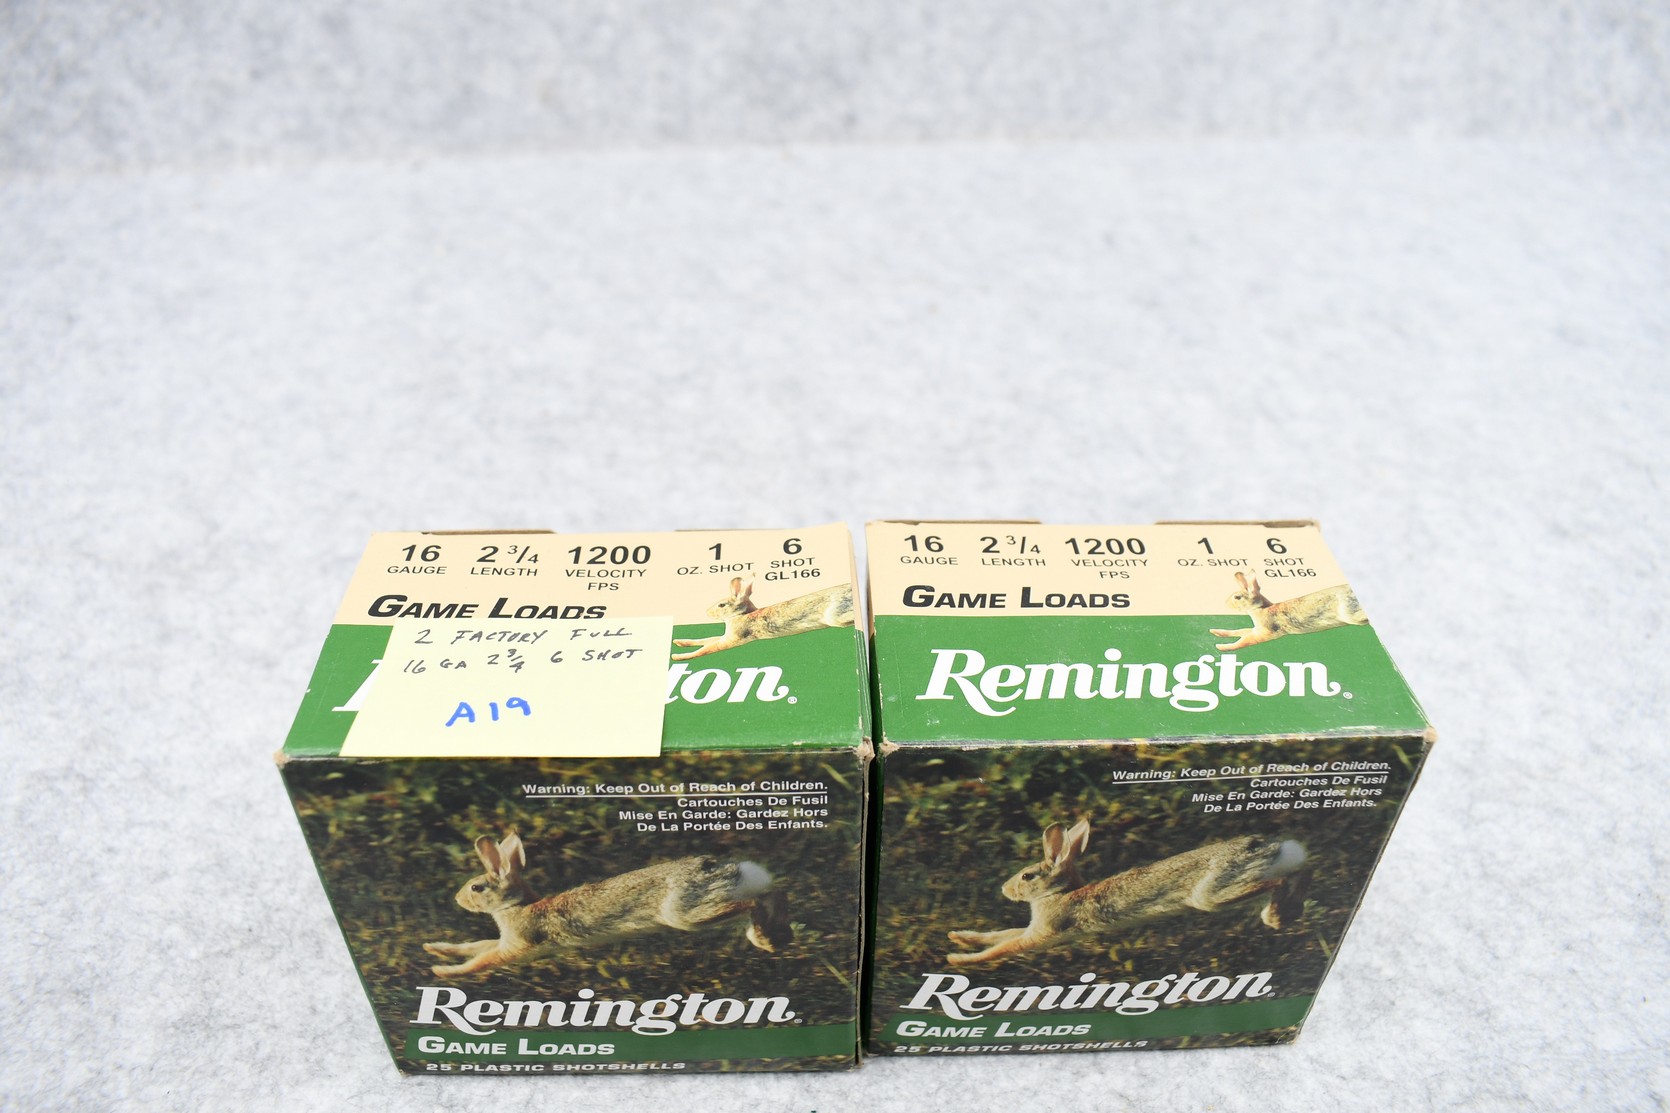 16 2 3/4 1200 1 6
GAUGE LENGTH VELOCITY FPS OZ. SHOT SHOT
GL166
GAME LOADS
2 FACTORY FULL
16 GA 2 3/4 6 SHOT
A19
ton®
Warning: Keep Out of Reach of Children.
Cartouches De Fusil
Mise En Garde: Gardez Hors
De La Portée Des Enfants.
Remington®
GAME LOADS
25 PLASTIC SHOTSHELLS
16 2 3/4 1200 1 6
GAUGE LENGTH VELOCITY FPS OZ. SHOT SHOT
GL166
GAME LOADS
Remington®
Warning: Keep Out of Reach of Children.
Cartouches De Fusil
Mise En Garde: Gardez Hors
De La Portée Des Enfants.
Remington®
GAME LOADS
25 PLASTIC SHOTSHELLS